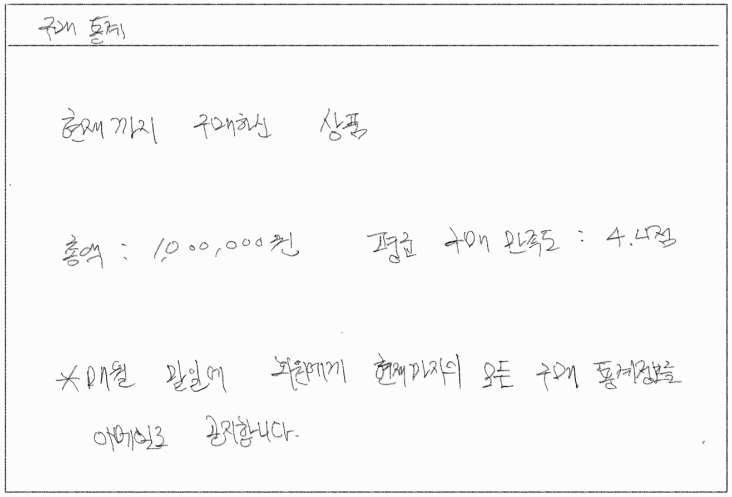 구매 통계
현재까지 구매하신 상품
총액 : 1,000,000원 평균 구매 만족도 : 4.4점
*매월 말일에 회원에게 현재까지의 모든 구매 통계정보를
이메일로 공지합니다.